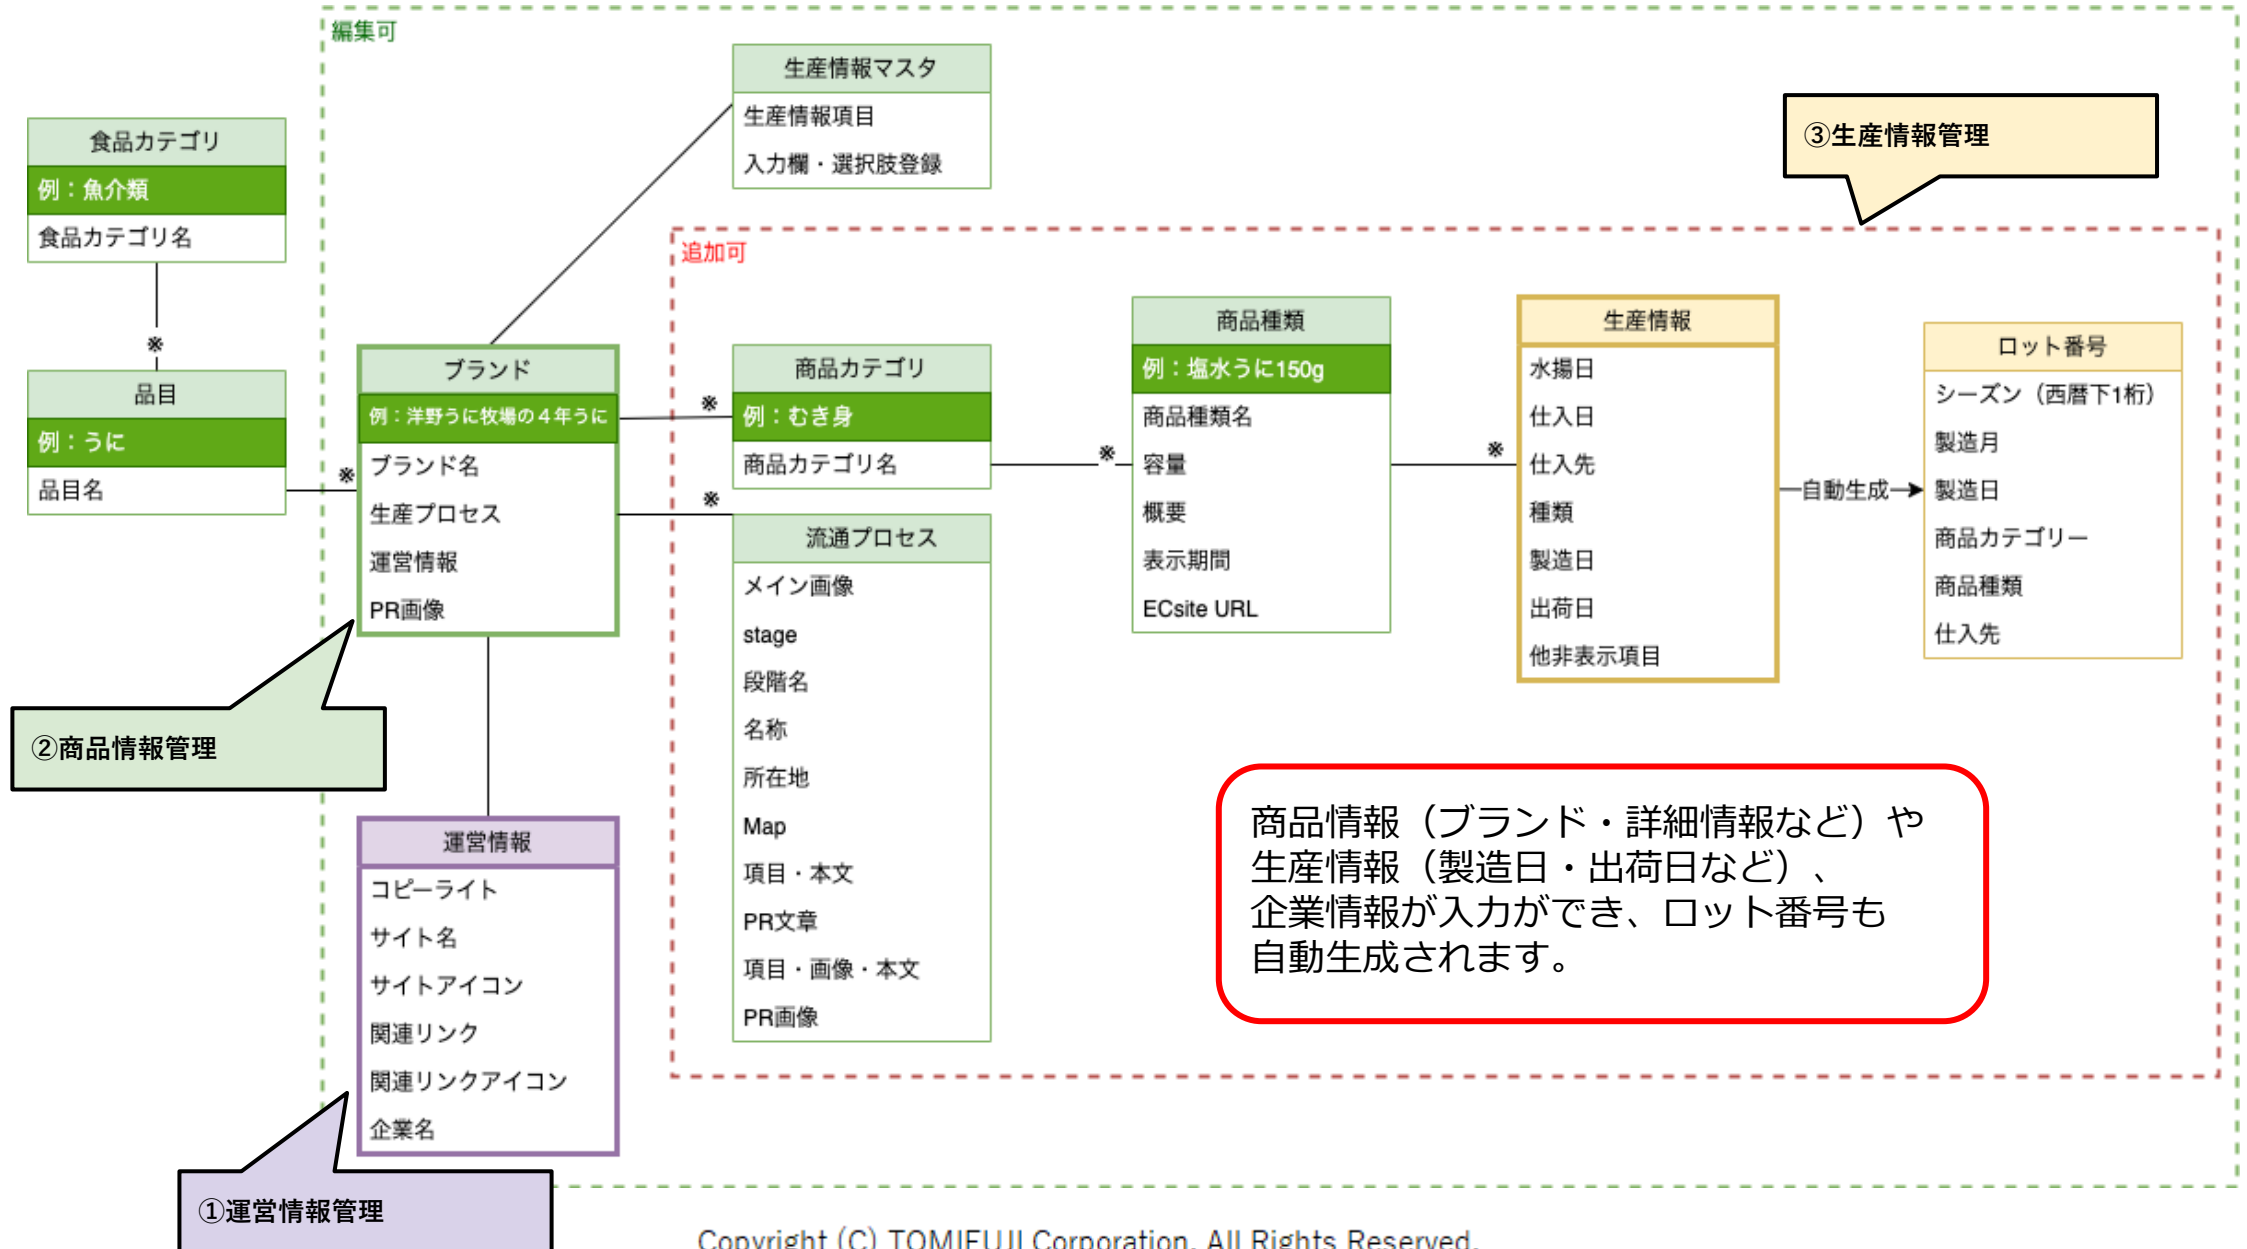 編集可
生産情報マスタ
生産情報項目
入力欄・選択肢登録
③生産情報管理
食品カテゴリ
例：魚介類
食品カテゴリ名
※
品目
例：うに
品目名
※
ブランド
例：洋野うに牧場の４年うに
ブランド名
生産プロセス
運営情報
PR画像
追加可
※
商品カテゴリ
例：むき身
商品カテゴリ名
※
流通プロセス
メイン画像
stage
段階名
名称
所在地
Map
項目・本文
PR文章
項目・画像・本文
PR画像
※
商品種類
例：塩水うに150g
商品種類名
容量
概要
表示期間
ECsite URL
※
生産情報
水揚日
仕入日
仕入先
種類
製造日
出荷日
他非表示項目
自動生成
ロット番号
シーズン（西暦下1桁）
製造月
製造日
商品カテゴリー
商品種類
仕入先
②商品情報管理
運営情報
コピーライト
サイト名
サイトアイコン
関連リンク
関連リンクアイコン
企業名
①運営情報管理
商品情報（ブランド・詳細情報など）や
生産情報（製造日・出荷日など）、
企業情報が入力ができ、ロット番号も
自動生成されます。
Copyright (C) TOMIFUJI Corporation. All Rights Reserved.